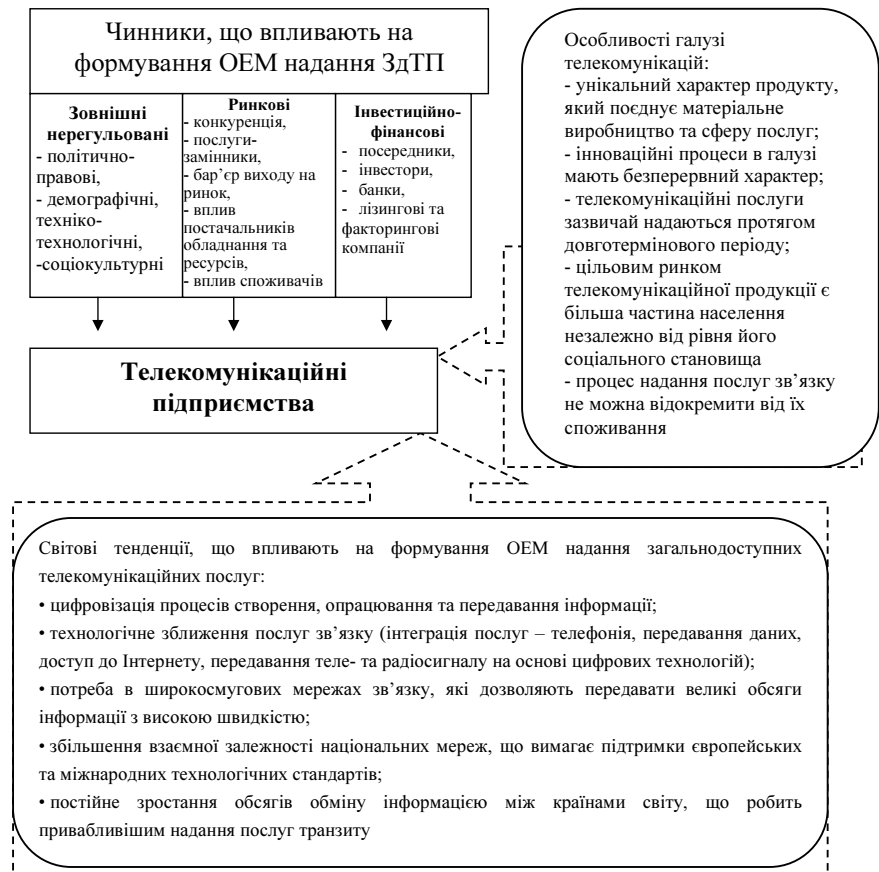 Чинники, що впливають на
формування ОЕМ надання ЗдТП
Зовнішні
нерегульовані
- політично-
правові,
- демографічні,
техніко-
технологічні,
-соціокультурні
Ринкові
- конкуренція,
- послуги-
замінники,
- бар’єр виходу на
ринок,
- вплив
постачальників
обладнання та
ресурсів,
- вплив споживачів
Інвестиційно-
фінансові
- посередники,
- інвестори,
- банки,
- лізингові та
факторингові
компанії
Телекомунікаційні
підприємства
Особливості галузі
телекомунікацій:
- унікальний характер продукту,
який поєднує матеріальне
виробництво та сферу послуг;
- інноваційні процеси в галузі
мають безперервний характер;
- телекомунікаційні послуги
зазвичай надаються протягом
довготермінового періоду;
- цільовим ринком
телекомунікаційної продукції є
більша частина населення
незалежно від рівня його
соціального становища
- процес надання послуг зв’язку
не можна відокремити від їх
споживання
Світові тенденції, що впливають на формування ОЕМ надання загальнодоступних
телекомунікаційних послуг:
• цифровізація процесів створення, опрацювання та передавання інформації;
• технологічне зближення послуг зв’язку (інтеграція послуг – телефонія, передавання даних,
доступ до Інтернету, передавання теле- та радіосигналу на основі цифрових технологій);
• потреба в широкосмугових мережах зв’язку, які дозволяють передавати великі обсяги
інформації з високою швидкістю;
• збільшення взаємної залежності національних мереж, що вимагає підтримки європейських
та міжнародних технологічних стандартів;
• постійне зростання обсягів обміну інформацією між країнами світу, що робить
привабливішим надання послуг транзиту